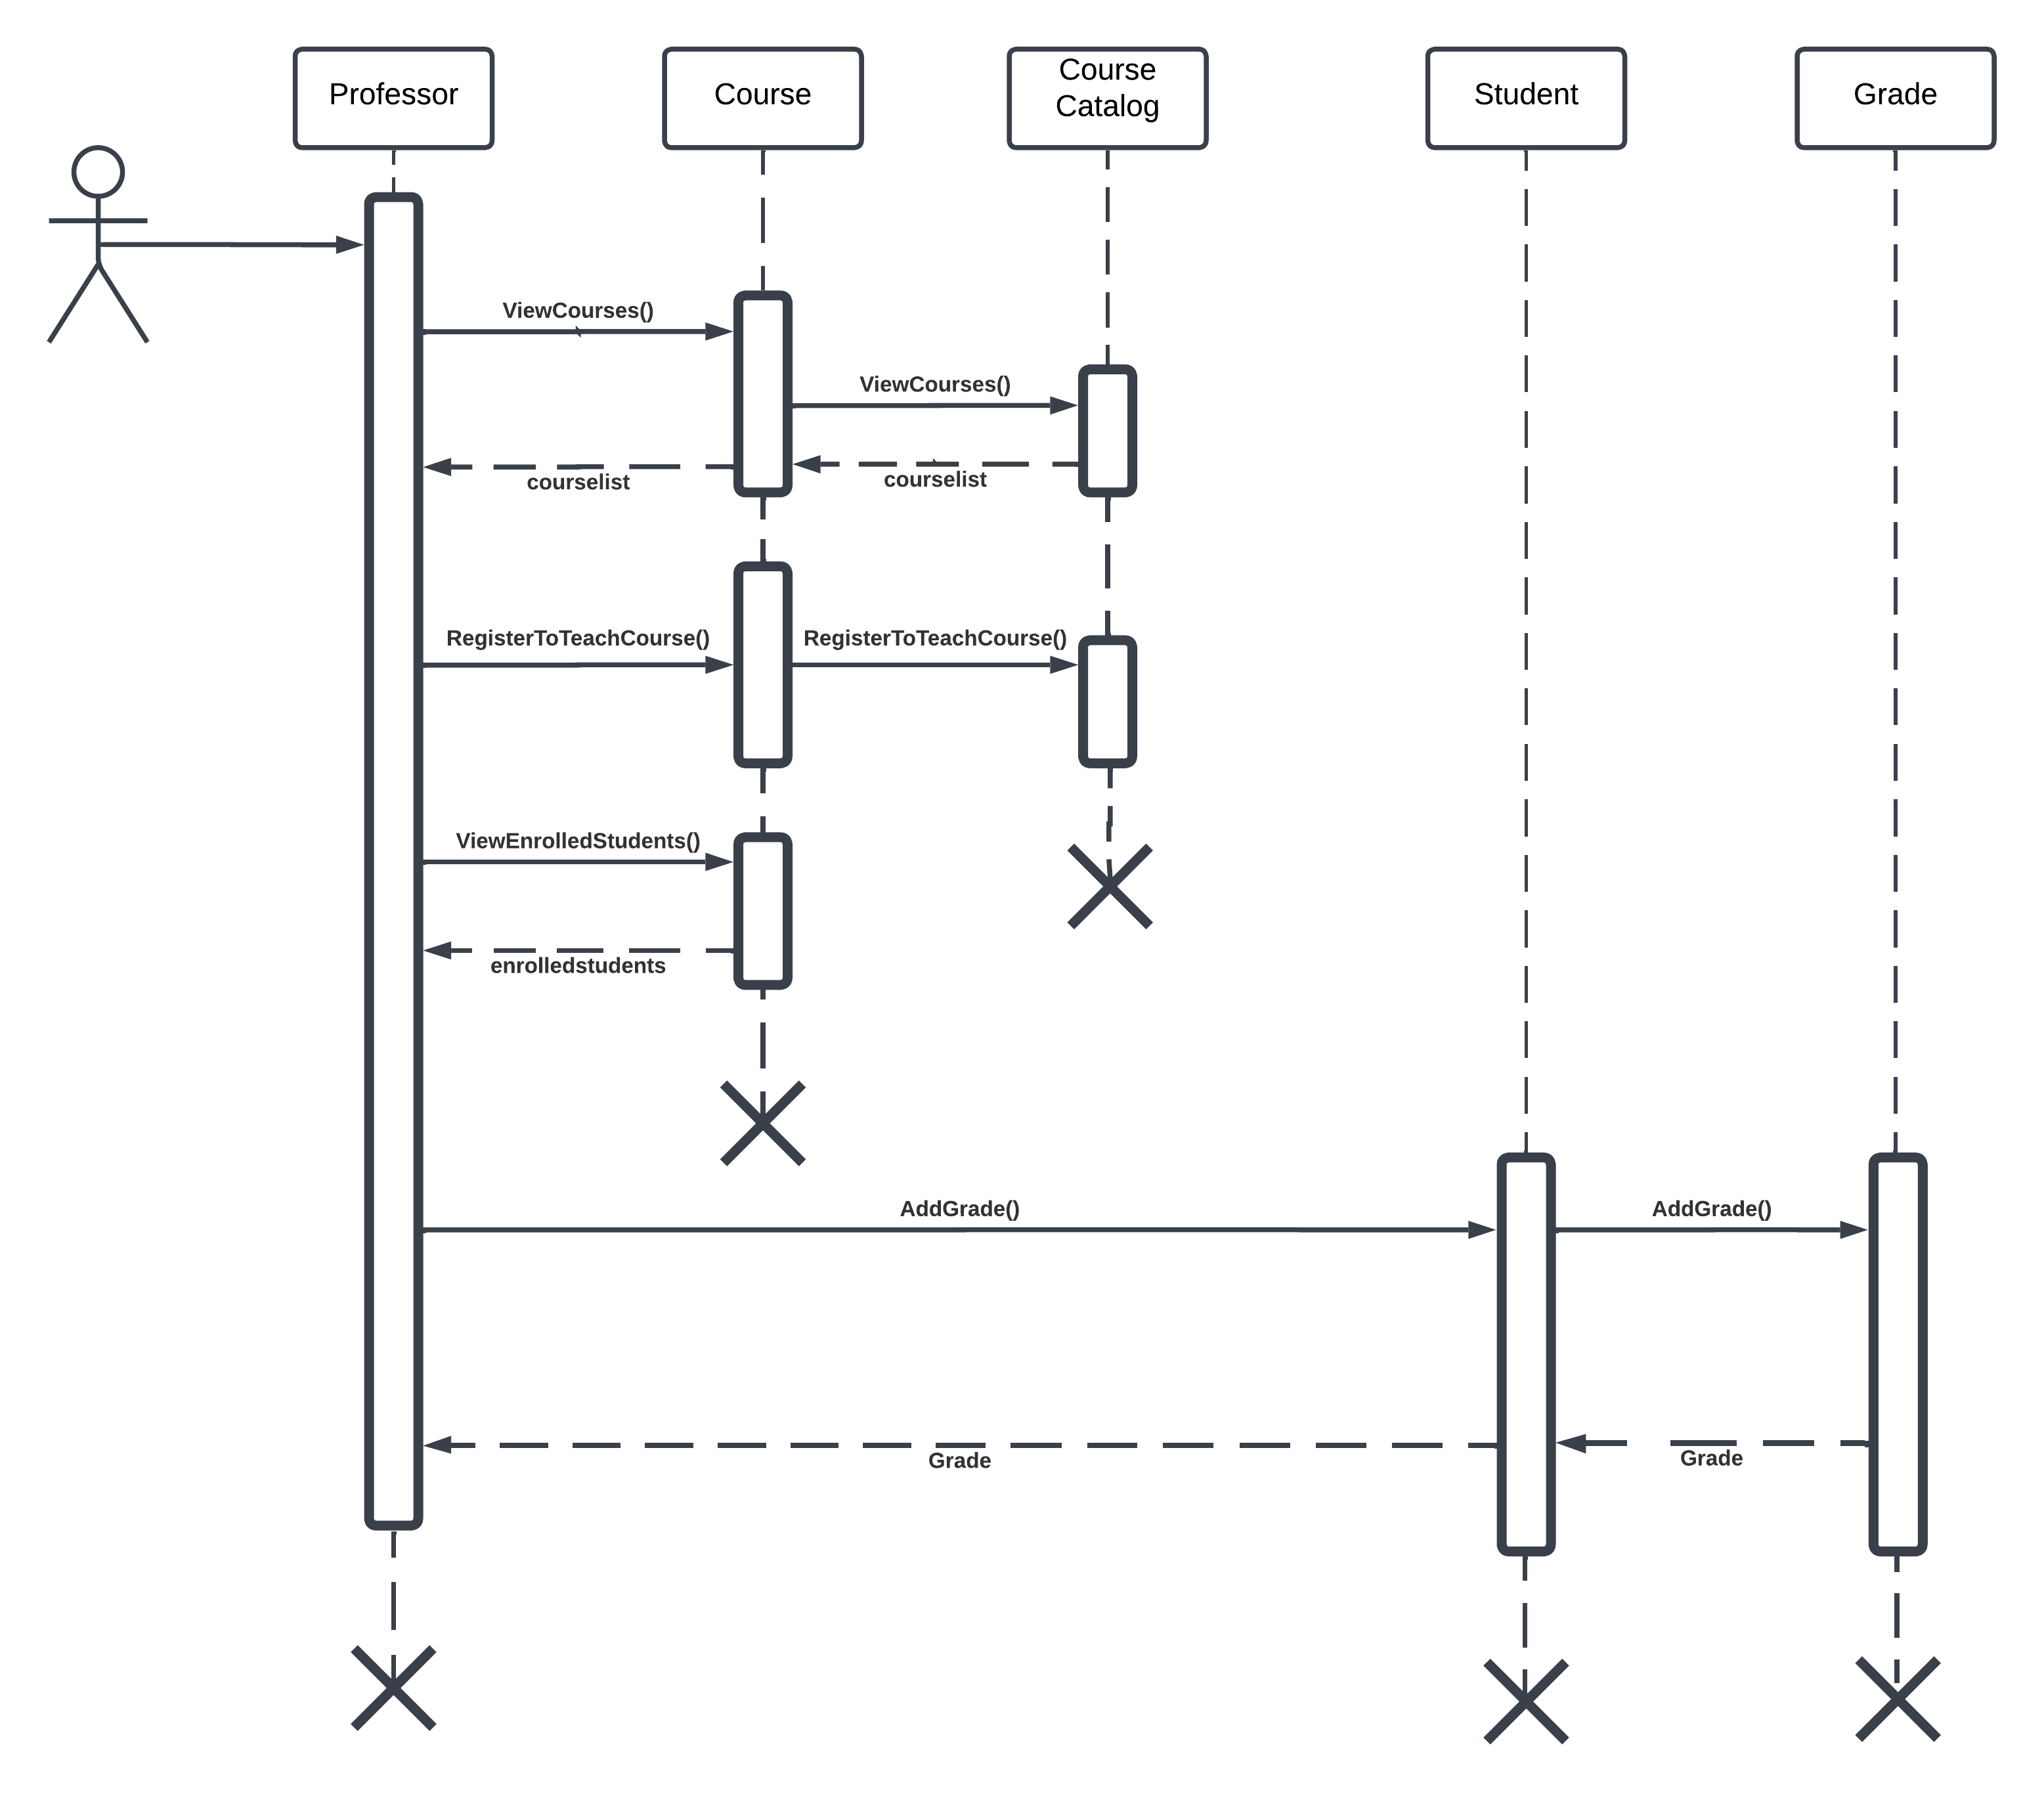 Professor
Course
Course
Catalog
Student
Grade
ViewCourses()
ViewCourses()
courselist
courselist
RegisterToTeachCourse()
RegisterToTeachCourse()
ViewEnrolledStudents()
enrolledstudents
AddGrade()
AddGrade()
Grade
Grade